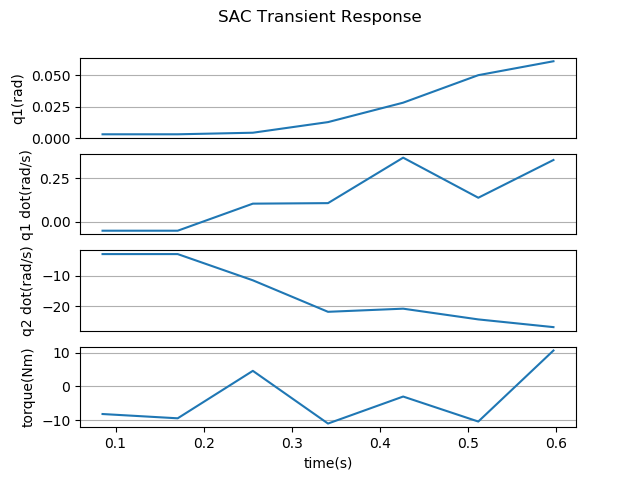 SAC Transient Response
q1(rad)
0.050
0.025
0.000
q1 dot(rad/s)
0.25
0.00
q2 dot(rad/s)
−10
−20
torque(Nm)
10
0
−10
0.1 0.2 0.3 0.4 0.5 0.6
time(s)